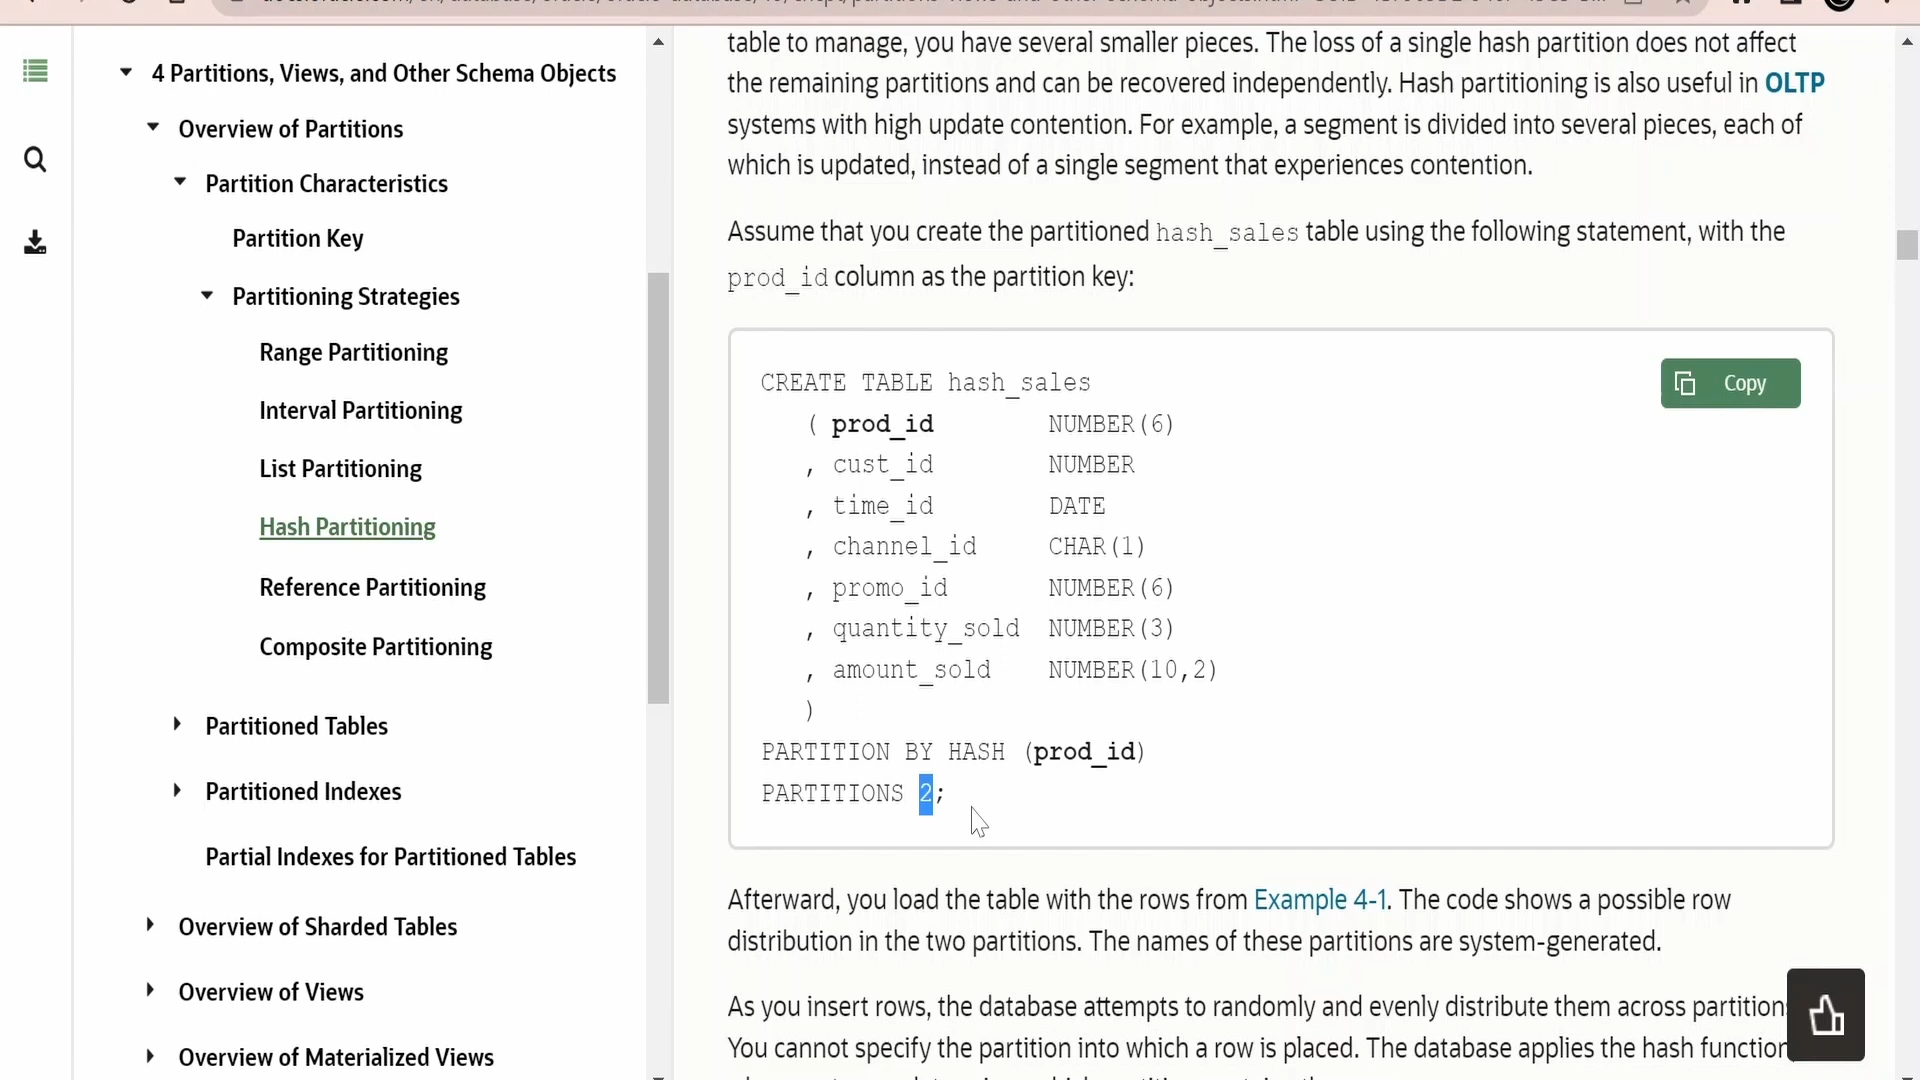 4 Partitions, Views, and Other Schema Objects
Overview of Partitions
Partition Characteristics
Partition Key
Partitioning Strategies
Range Partitioning
Interval Partitioning
List Partitioning
Hash Partitioning
Reference Partitioning
Composite Partitioning
Partitioned Tables
Partitioned Indexes
Partial Indexes for Partitioned Tables
Overview of Sharded Tables
Overview of Views
Overview of Materialized Views
table to manage, you have several smaller pieces. The loss of a single hash partition does not affect
the remaining partitions and can be recovered independently. Hash partitioning is also useful in OLTP
systems with high update contention. For example, a segment is divided into several pieces, each of
which is updated, instead of a single segment that experiences contention.
Assume that you create the partitioned hash_sales table using the following statement, with the
prod_id column as the partition key:
Copy
CREATE TABLE hash_sales
( prod_id NUMBER(6)
, cust_id NUMBER
, time_id DATE
, channel_id CHAR(1)
, promo_id NUMBER(6)
, quantity_sold NUMBER(3)
, amount_sold NUMBER(10,2)
)
PARTITION BY HASH (prod_id)
PARTITIONS 2;
Afterward, you load the table with the rows from Example 4-1. The code shows a possible row
distribution in the two partitions. The names of these partitions are system-generated.
As you insert rows, the database attempts to randomly and evenly distribute them across partition
You cannot specify the partition into which a row is placed. The database applies the hash function